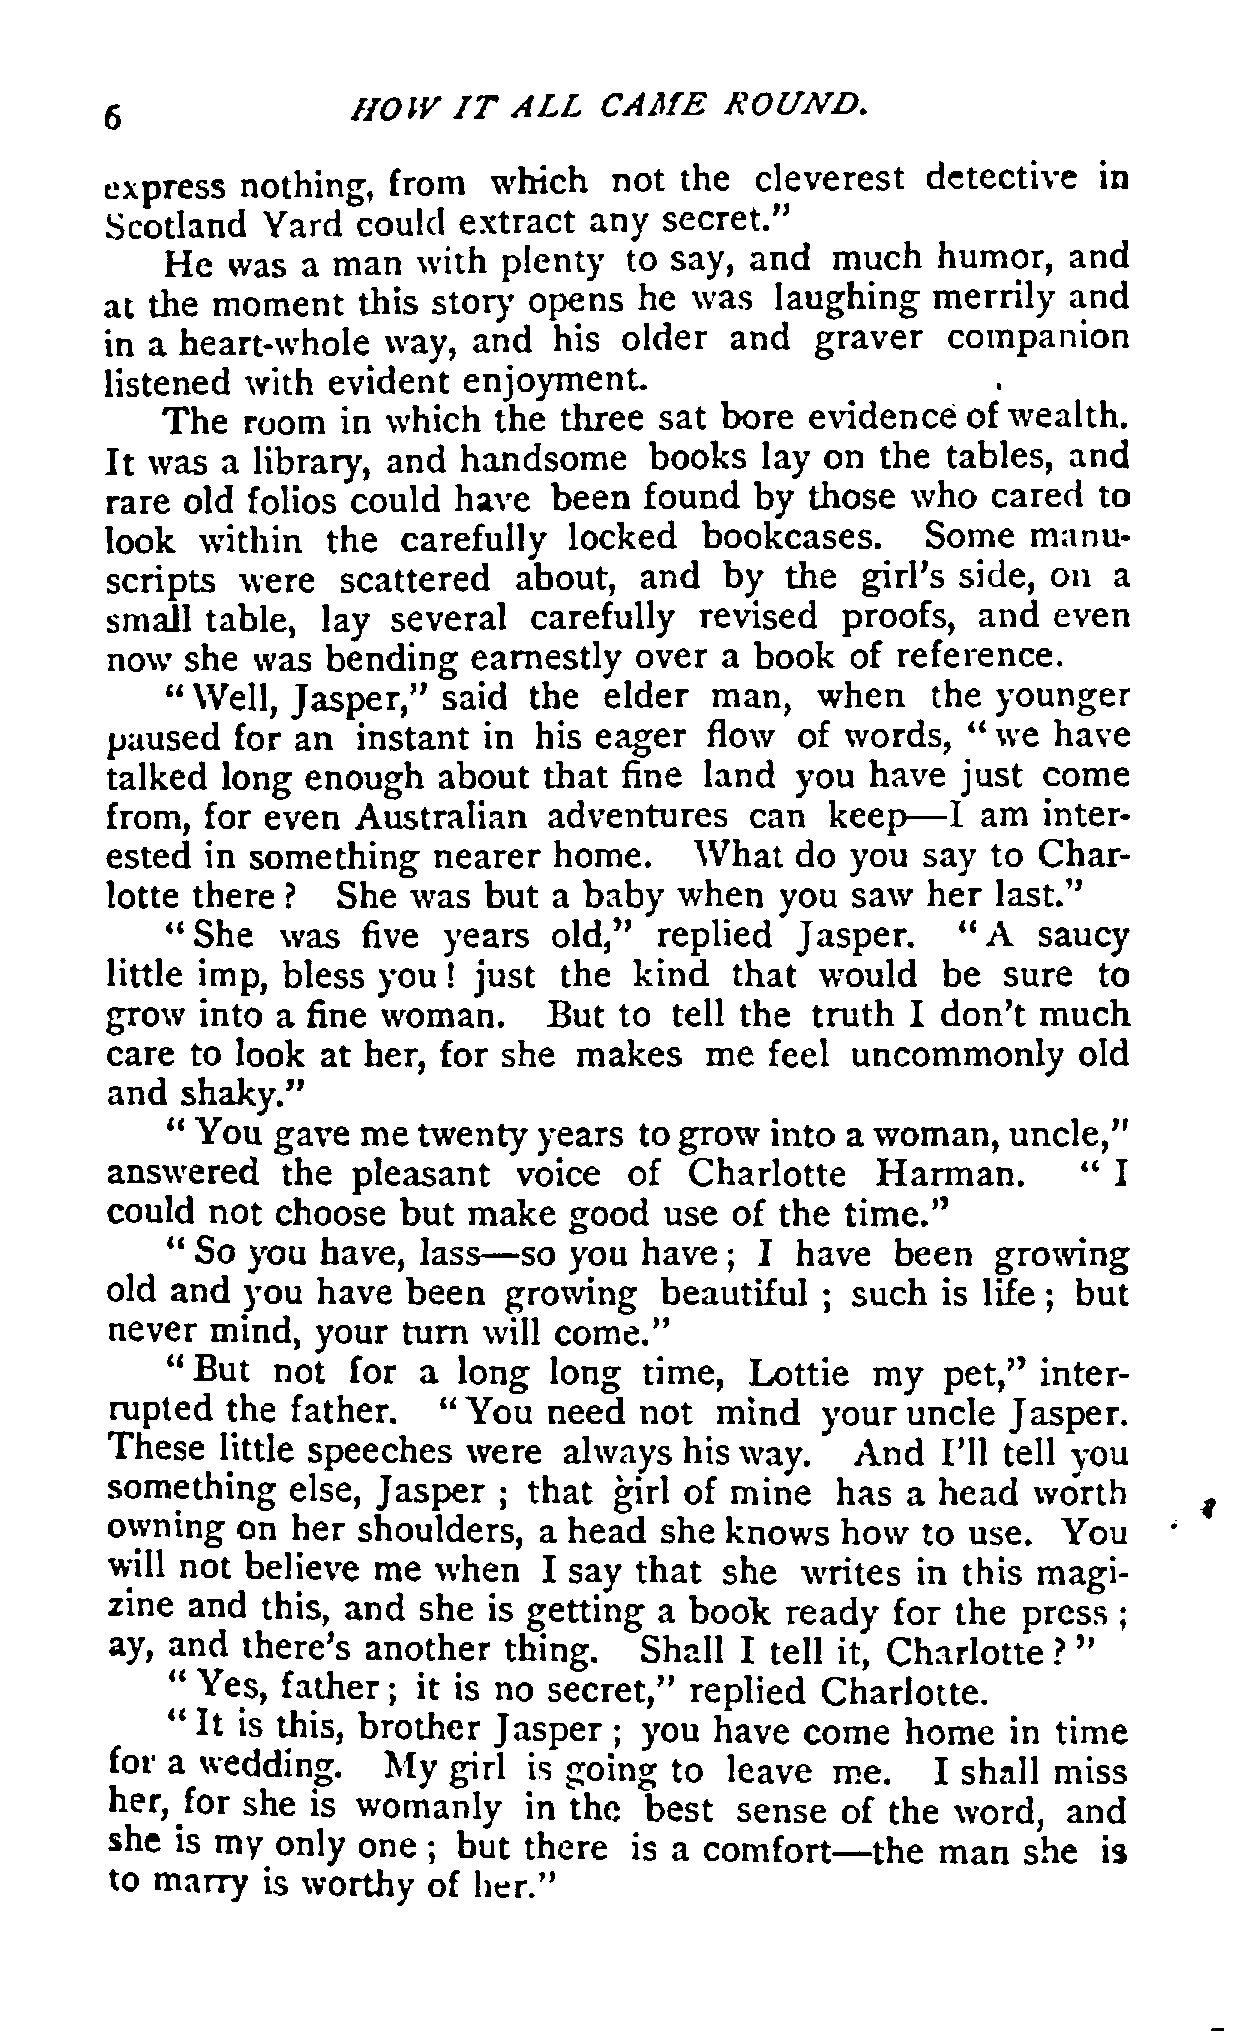 6 HOW IT ALL CAME ROUND.
express nothing, from which not the cleverest detective in
Scotland Yard could extract any secret."
He was a man with plenty to say, and much humor, and
at the moment this story opens he was laughing merrily and
in a heart-whole way, and his older and graver companion
listened with evident enjoyment.
The room in which the three sat bore evidence of wealth.
It was a library, and handsome books lay on the tables, and
rare old folios could have been found by those who cared to
look within the carefully locked bookcases. Some manu-
scripts were scattered about, and by the girl's side, on a
small table, lay several carefully revised proofs, and even
now she was bending earnestly over a book of reference.
"Well, Jasper," said the elder man, when the younger
paused for an instant in his eager flow of words, "we have
talked long enough about that fine land you have just come
from, for even Australian adventures can keep—I am inter-
ested in something nearer home. What do you say to Char-
lotte there? She was but a baby when you saw her last."
"She was five years old," replied Jasper. "A saucy
little imp, bless you! just the kind that would be sure to
grow into a fine woman. But to tell the truth I don't much
care to look at her, for she makes me feel uncommonly old
and shaky."
"You gave me twenty years to grow into a woman, uncle,"
answered the pleasant voice of Charlotte Harman. "I
could not choose but make good use of the time."
"So you have, lass—so you have; I have been growing
old and you have been growing beautiful; such is life; but
never mind, your turn will come."
"But not for a long long time, Lottie my pet," inter-
rupted the father. "You need not mind your uncle Jasper.
These little speeches were always his way. And I'll tell you
something else, Jasper; that girl of mine has a head worth
owning on her shoulders, a head she knows how to use. You
will not believe me when I say that she writes in this magi-
zine and this, and she is getting a book ready for the press;
ay, and there's another thing. Shall I tell it, Charlotte?"
"Yes, father; it is no secret," replied Charlotte.
"It is this, brother Jasper; you have come home in time
for a wedding. My girl is going to leave me. I shall miss
her, for she is womanly in the best sense of the word, and
she is my only one; but there is a comfort—the man she is
to marry is worthy of her."